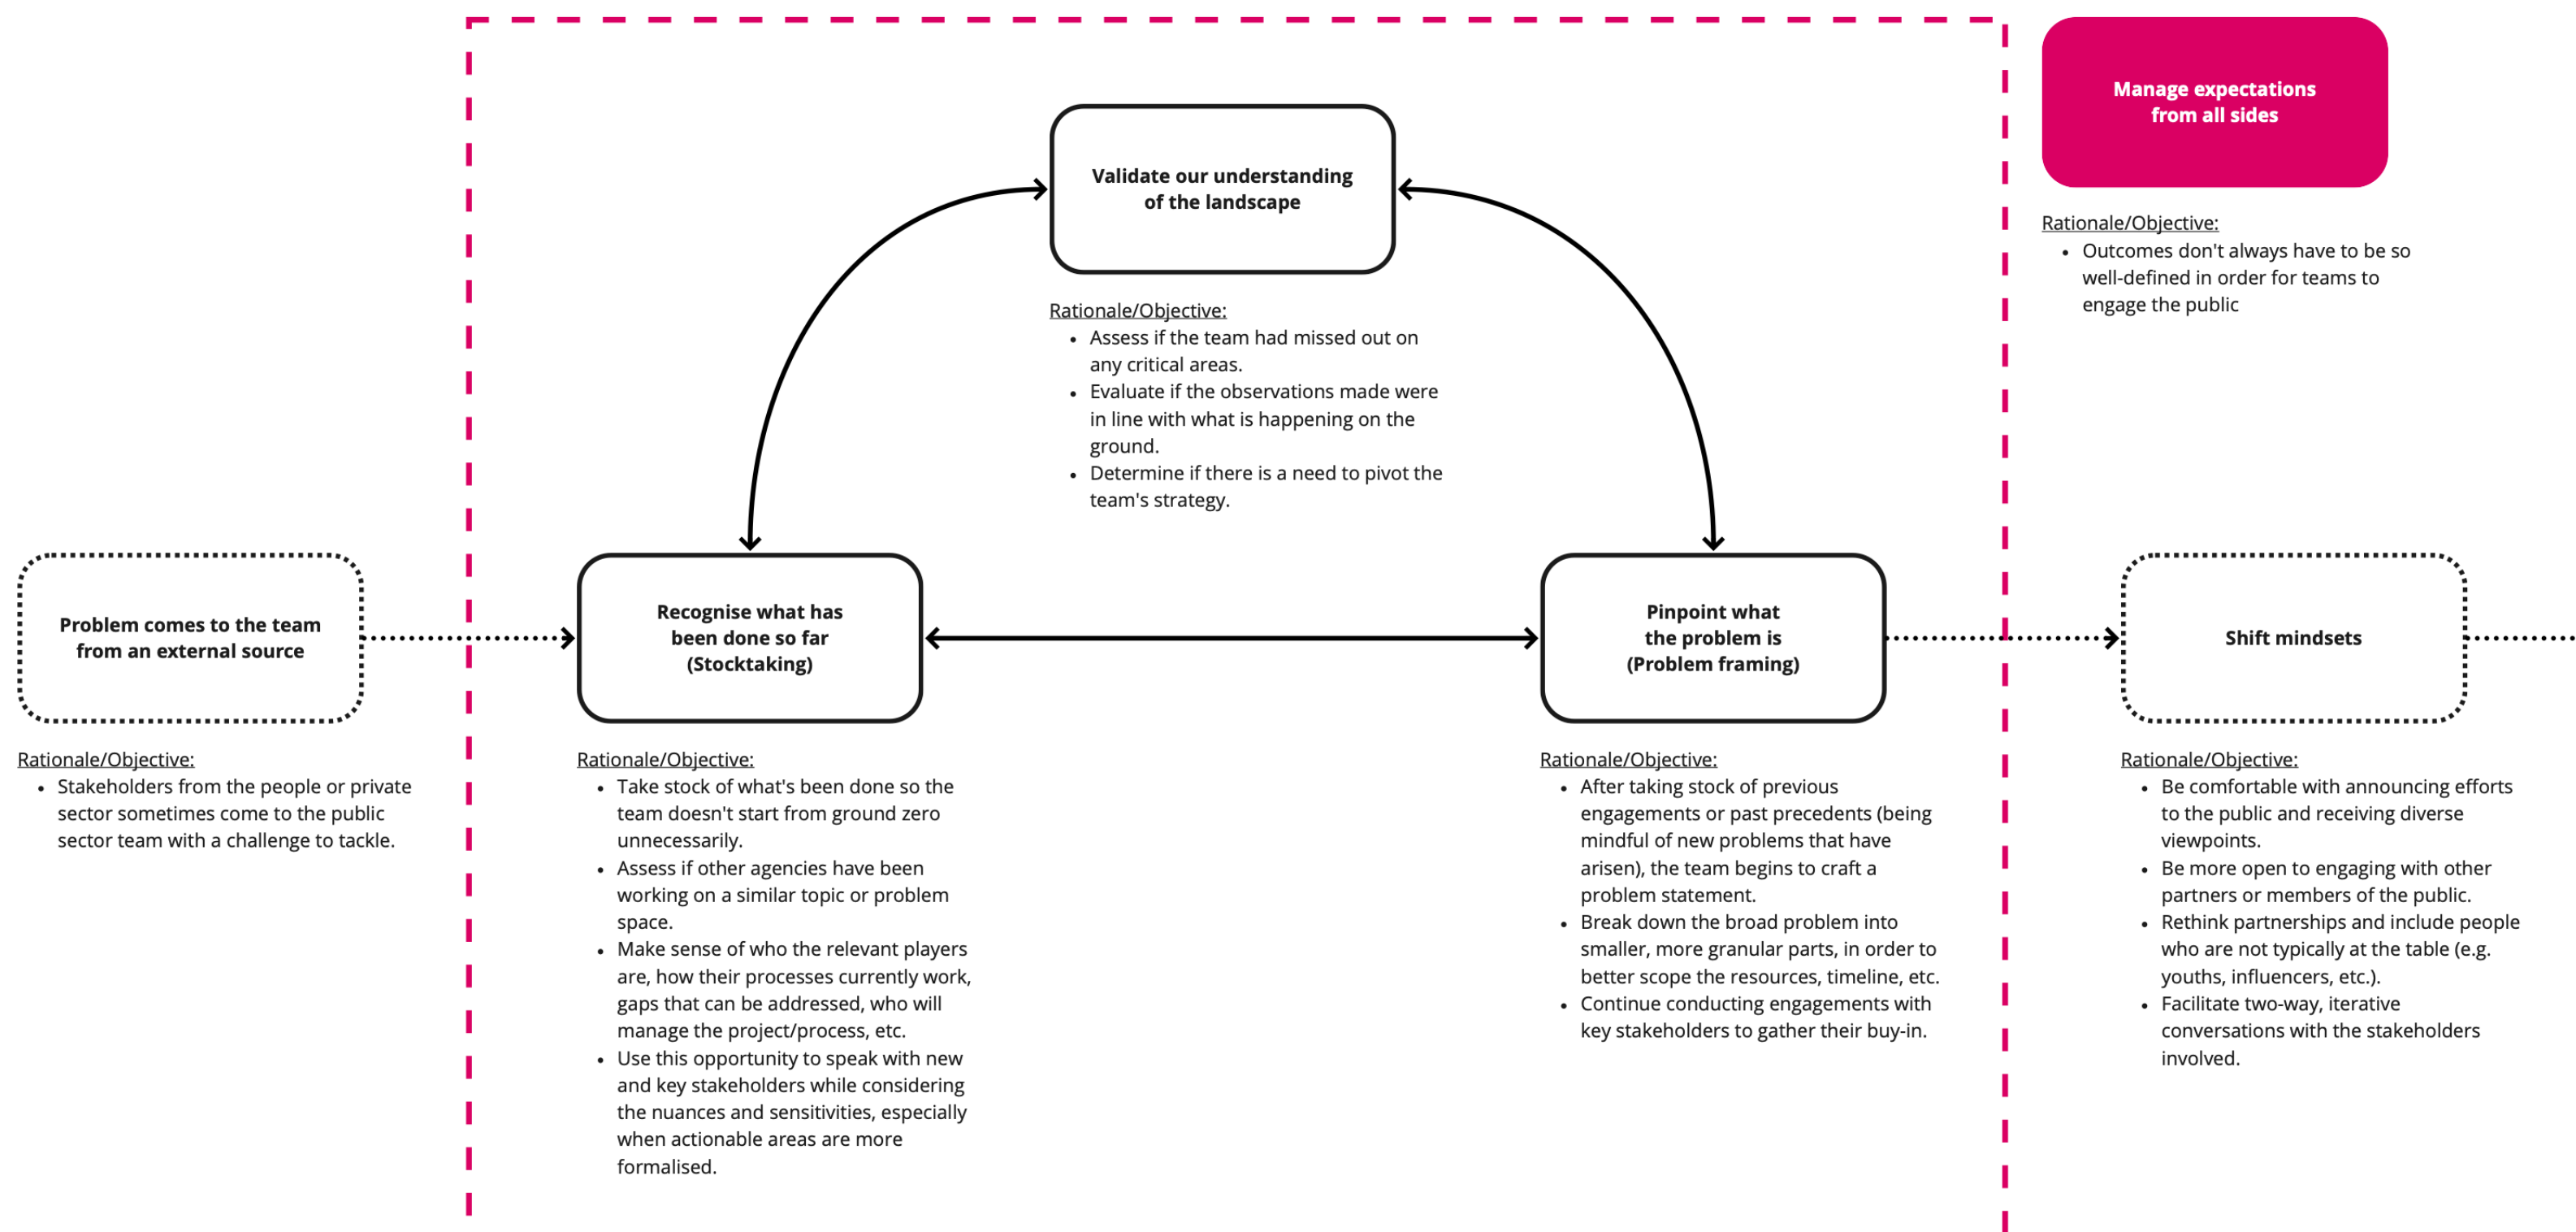 Manage expectations
from all sides
Rationale/Objective:
• Outcomes don't always have to be so
well-defined in order for teams to
engage the public
Validate our understanding
of the landscape
Rationale/Objective:
• Assess if the team had missed out on
any critical areas.
• Evaluate if the observations made were
in line with what is happening on the
ground.
• Determine if there is a need to pivot the
team's strategy.
Problem comes to the team
from an external source
Rationale/Objective:
• Stakeholders from the people or private
sector sometimes come to the public
sector team with a challenge to tackle.
Recognise what has
been done so far
(Stocktaking)
Rationale/Objective:
• Take stock of what's been done so the
team doesn't start from ground zero
unnecessarily.
• Assess if other agencies have been
working on a similar topic or problem
space.
• Make sense of who the relevant players
are, how their processes currently work,
gaps that can be addressed, who will
manage the project/process, etc.
• Use this opportunity to speak with new
and key stakeholders while considering
the nuances and sensitivities, especially
when actionable areas are more
formalised.
Pinpoint what
the problem is
(Problem framing)
Rationale/Objective:
• After taking stock of previous
engagements or past precedents (being
mindful of new problems that have
arisen), the team begins to craft a
problem statement.
• Break down the broad problem into
smaller, more granular parts, in order to
better scope the resources, timeline, etc.
• Continue conducting engagements with
key stakeholders to gather their buy-in.
Shift mindsets
Rationale/Objective:
• Be comfortable with announcing efforts
to the public and receiving diverse
viewpoints.
• Be more open to engaging with other
partners or members of the public.
• Rethink partnerships and include people
who are not typically at the table (e.g.
youths, influencers, etc.).
• Facilitate two-way, iterative
conversations with the stakeholders
involved.